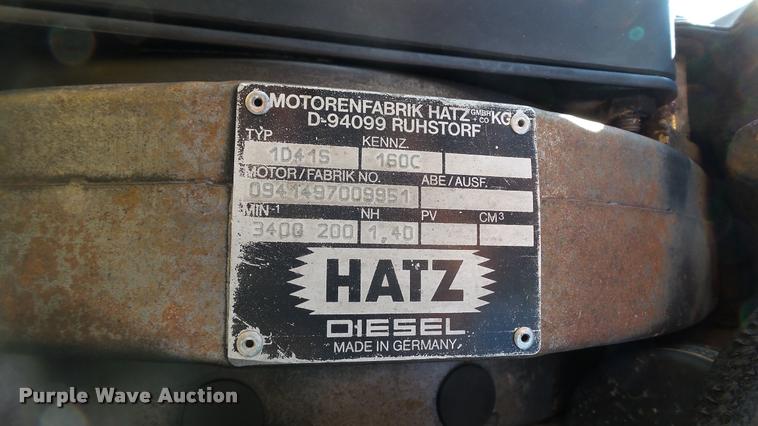 MOTORENFABRIK HATZ GMBH + CO KG
D-94099 RUHSTORF
TYP KENNZ.
1D41S 160C
MOTOR/FABRIK NO. ABE/AUSF.
0941497009951
MIN-1 NH PV CM³
3400 200 1,40
HATZ
DIESEL
MADE IN GERMANY
Purple Wave Auction